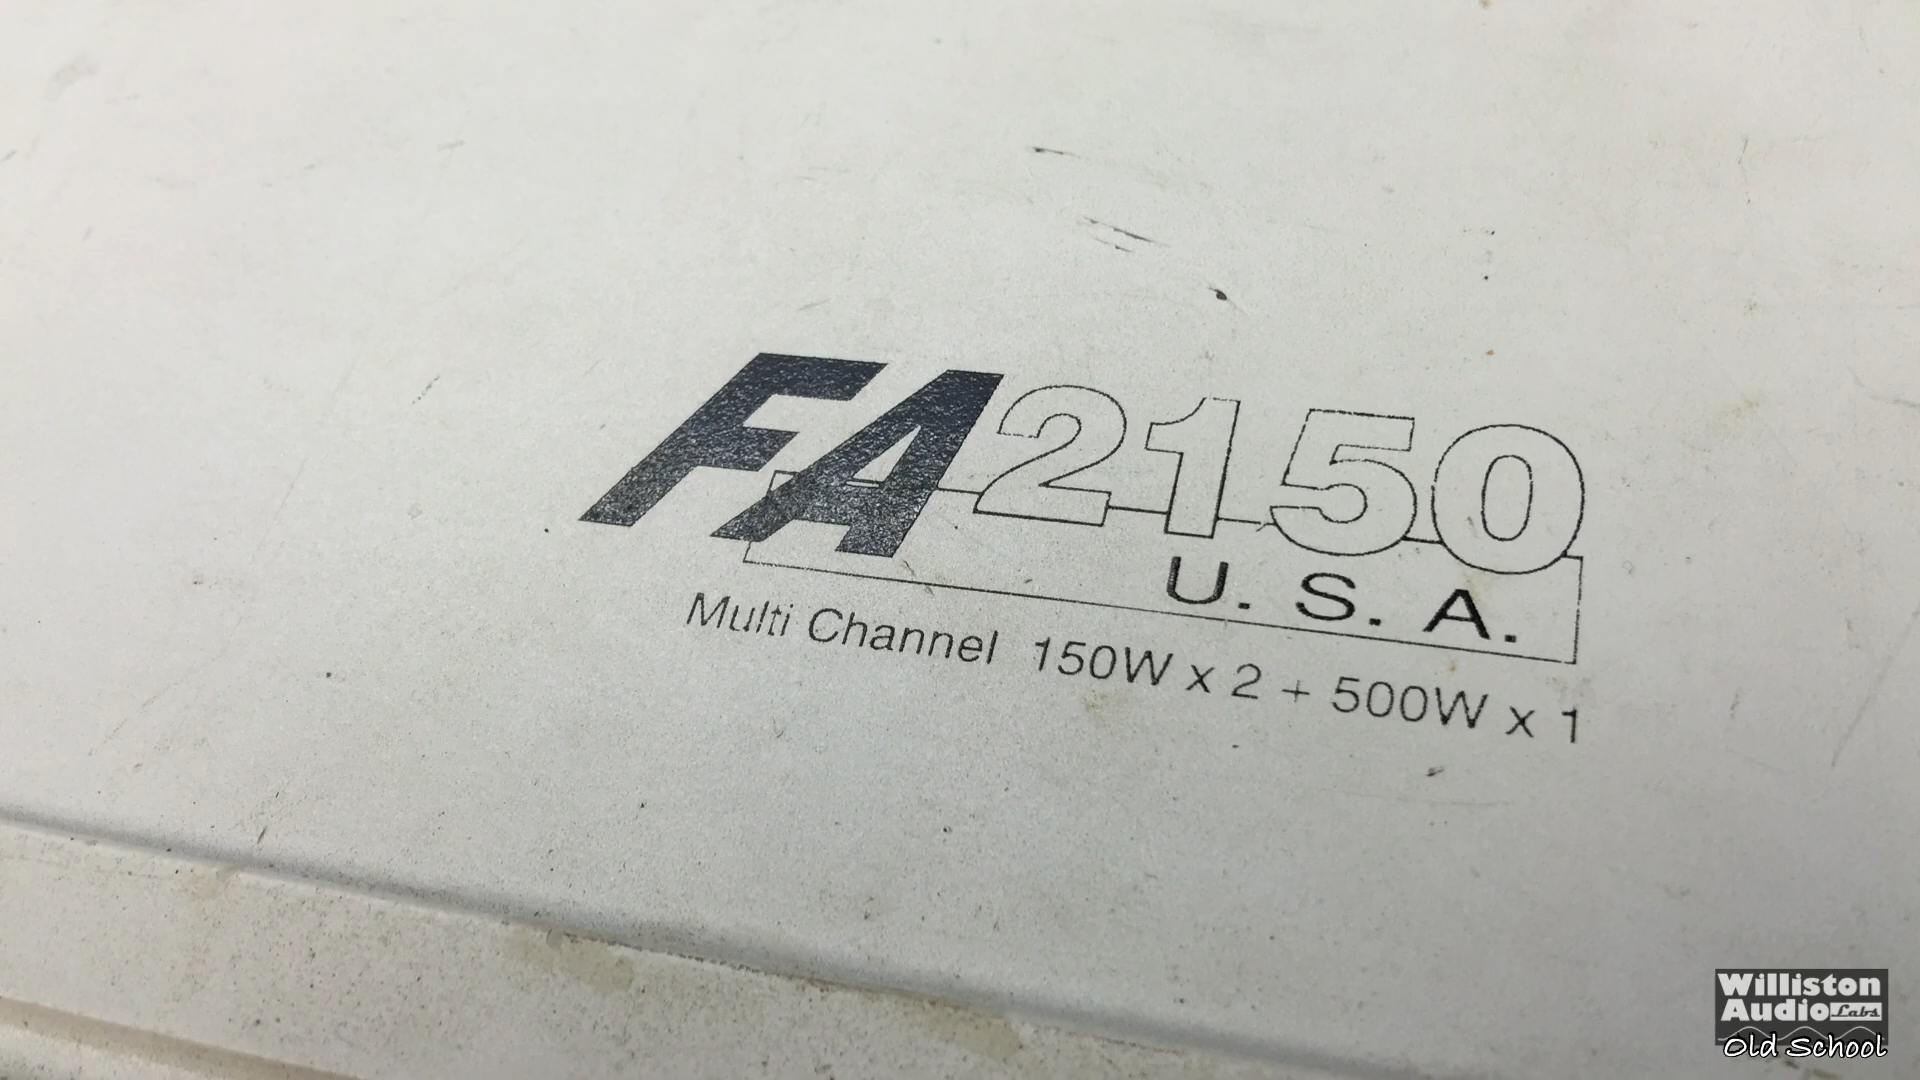 FA2150
U. S. A.
Multi Channel 150W x 2 + 500W x 1
Williston
Audio Labs
Old School